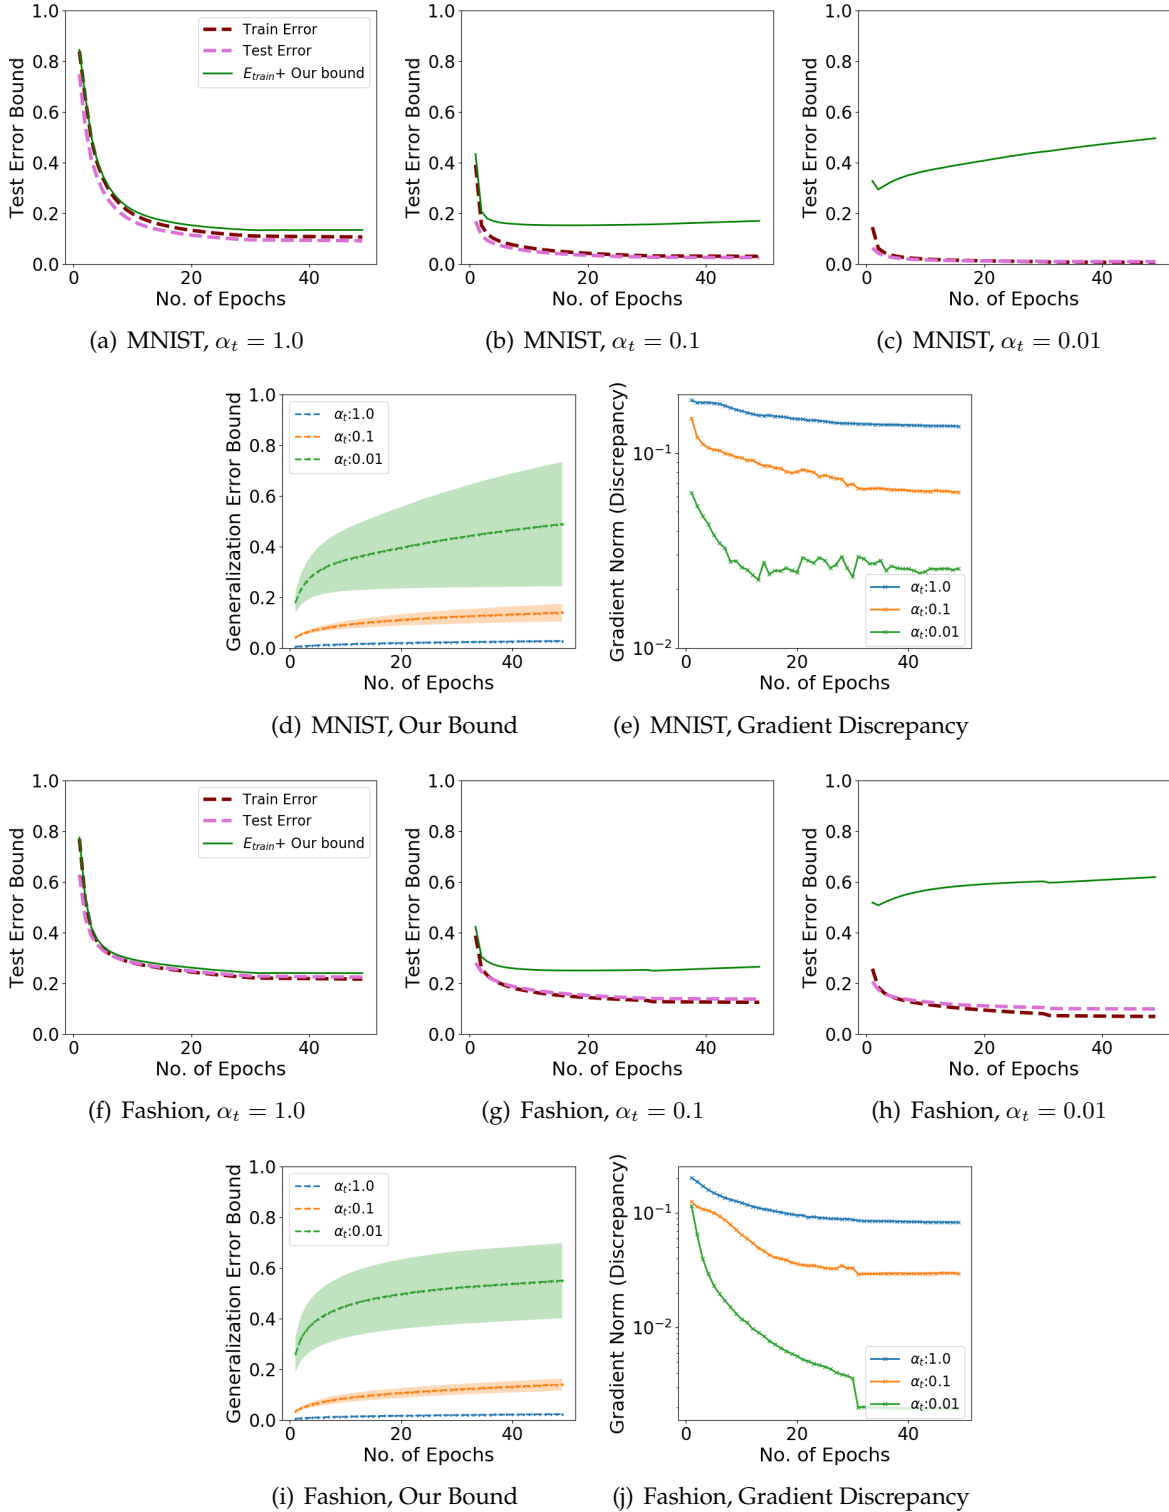 1.0
0.8
0.6
0.4
0.2
0.0
0
20
40
Test Error Bound
No. of Epochs
Train Error
Test Error
E_train+ Our bound
(a) MNIST, α_t = 1.0
1.0
0.8
0.6
0.4
0.2
0.0
0
20
40
Test Error Bound
No. of Epochs
(b) MNIST, α_t = 0.1
1.0
0.8
0.6
0.4
0.2
0.0
0
20
40
Test Error Bound
No. of Epochs
(c) MNIST, α_t = 0.01
1.0
0.8
0.6
0.4
0.2
0.0
0
20
40
Generalization Error Bound
No. of Epochs
α_t:1.0
α_t:0.1
α_t:0.01
(d) MNIST, Our Bound
10⁻¹
10⁻²
0
20
40
Gradient Norm (Discrepancy)
No. of Epochs
α_t:1.0
α_t:0.1
α_t:0.01
(e) MNIST, Gradient Discrepancy
1.0
0.8
0.6
0.4
0.2
0.0
0
20
40
Test Error Bound
No. of Epochs
Train Error
Test Error
E_train+ Our bound
(f) Fashion, α_t = 1.0
1.0
0.8
0.6
0.4
0.2
0.0
0
20
40
Test Error Bound
No. of Epochs
(g) Fashion, α_t = 0.1
1.0
0.8
0.6
0.4
0.2
0.0
0
20
40
Test Error Bound
No. of Epochs
(h) Fashion, α_t = 0.01
1.0
0.8
0.6
0.4
0.2
0.0
0
20
40
Generalization Error Bound
No. of Epochs
α_t:1.0
α_t:0.1
α_t:0.01
(i) Fashion, Our Bound
10⁻¹
10⁻²
0
20
40
Gradient Norm (Discrepancy)
No. of Epochs
α_t:1.0
α_t:0.1
α_t:0.01
(j) Fashion, Gradient Discrepancy